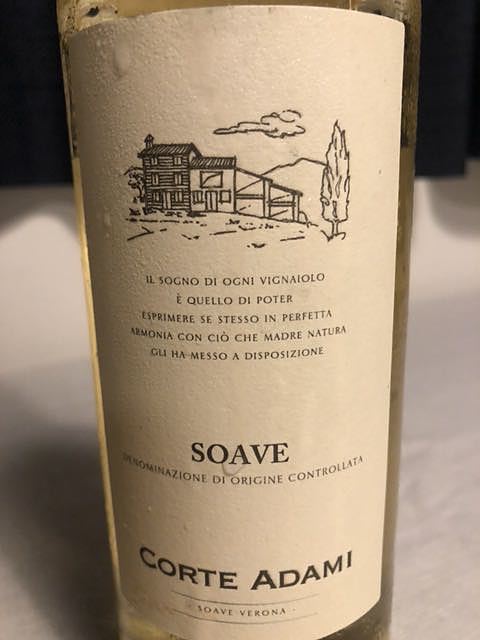 IL SOGNO DI OGNI VIGNAIOLO
È QUELLO DI POTER
ESPRIMERE SE STESSO IN PERFETTA
ARMONIA CON CIÒ CHE MADRE NATURA
GLI HA MESSO A DISPOSIZIONE
SOAVE
DENOMINAZIONE DI ORIGINE CONTROLLATA
CORTE ADAMI
- SOAVE VERONA -